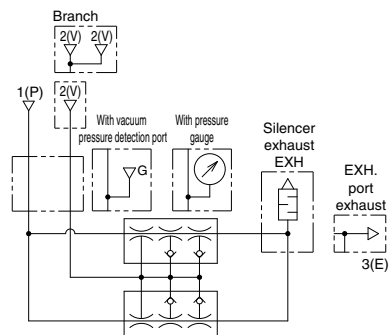 Branch
2(V) 2(V)
1(P) 2(V)
With vacuum
pressure detection port
G
With pressure
gauge
Silencer
exhaust
EXH
EXH.
port
exhaust
3(E)